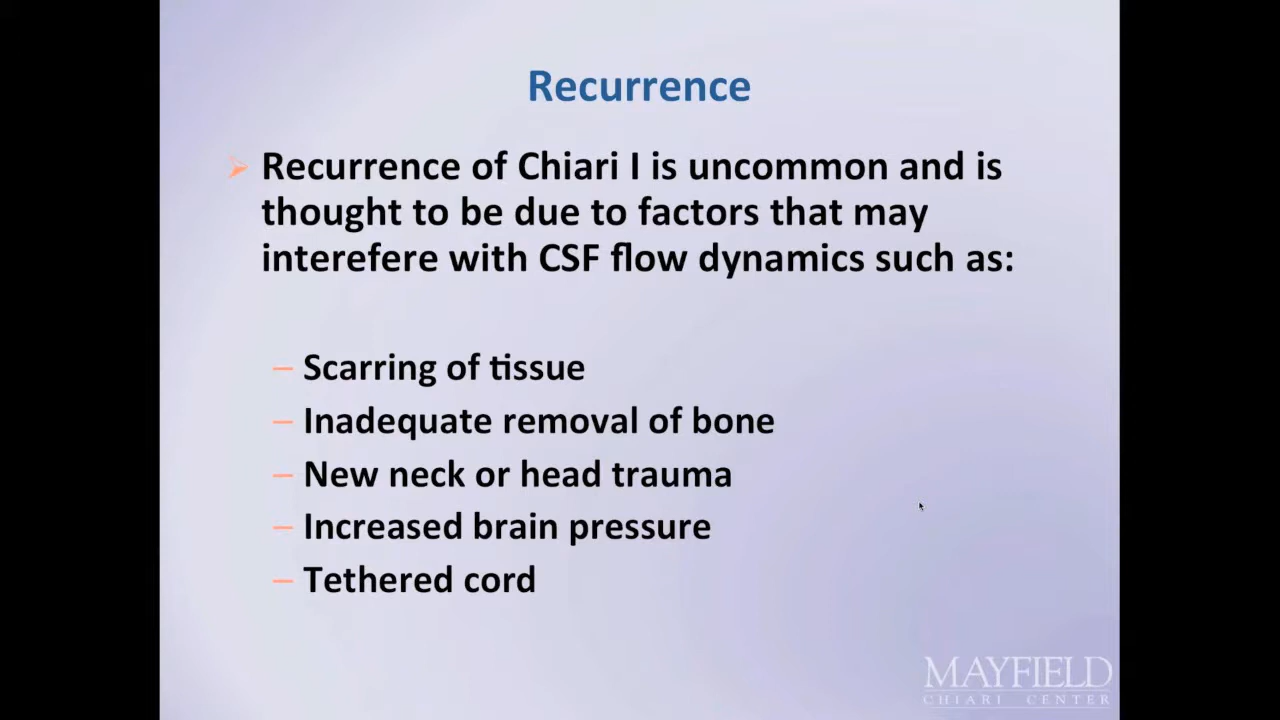 Recurrence
Recurrence of Chiari I is uncommon and is
thought to be due to factors that may
interefere with CSF flow dynamics such as:
– Scarring of tissue
– Inadequate removal of bone
– New neck or head trauma
– Increased brain pressure
– Tethered cord
MAYFIELD
CHIARI CENTER